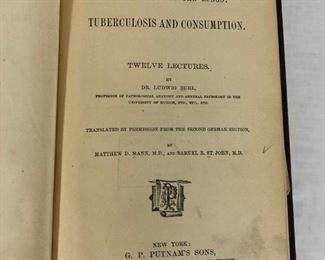 TUBERCULOSIS AND CONSUMPTION.
TWELVE LECTURES.
BY
DR. LUDWIG BUHL,
PROFESSOR OF PATHOLOGICAL ANATOMY AND GENERAL PATHOLOGY IN THE
UNIVERSITY OF MUNICH, ETC., ETC., ETC.
TRANSLATED BY PERMISSION FROM THE SECOND GERMAN EDITION,
BY
MATTHEW D. MANN, M.D., AND SAMUEL B. ST. JOHN, M.D.
NEW YORK:
G. P. PUTNAM'S SONS,